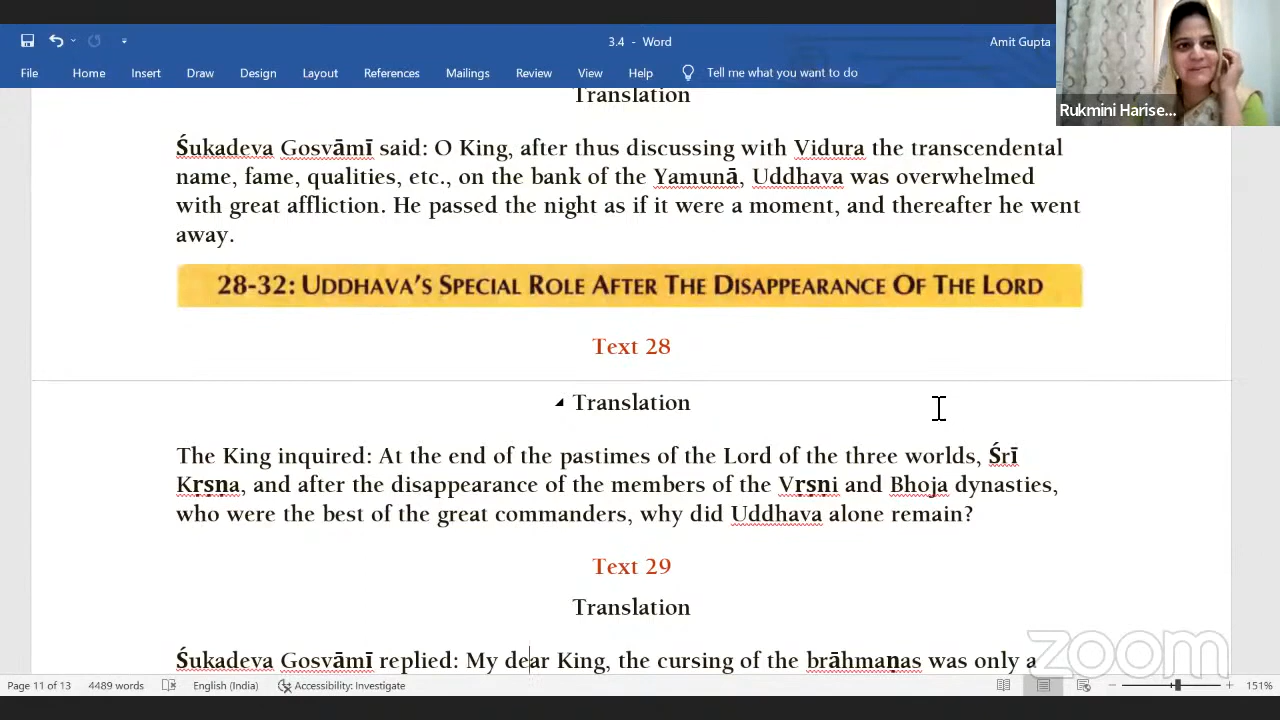 3.4 - Word
Amit Gupta
File Home Insert Draw Design Layout References Mailings Review View Help Tell me what you want to do
Rukmini Harise...
Translation
Śukadeva Gosvāmī said: O King, after thus discussing with Vidura the transcendental
name, fame, qualities, etc., on the bank of the Yamunā, Uddhava was overwhelmed
with great affliction. He passed the night as if it were a moment, and thereafter he went
away.
28-32: UDDHAVA'S SPECIAL ROLE AFTER THE DISAPPEARANCE OF THE LORD
Text 28
Translation
The King inquired: At the end of the pastimes of the Lord of the three worlds, Śrī
Kṛṣṇa, and after the disappearance of the members of the Vṛṣṇi and Bhoja dynasties,
who were the best of the great commanders, why did Uddhava alone remain?
Text 29
Translation
Śukadeva Gosvāmī replied: My dear King, the cursing of the brāhmaṇas was only a
zoom
Page 11 of 13 4489 words English (India) Accessibility: Investigate 151%